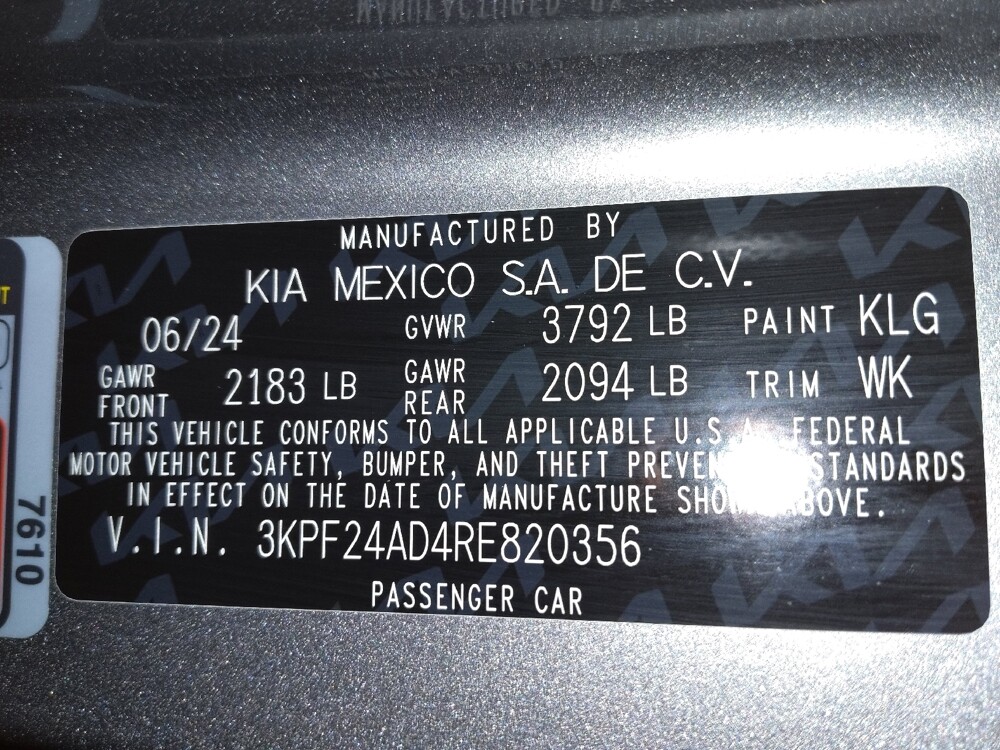 MANUFACTURED BY
KIA MEXICO S.A. DE C.V.
06/24 GVWR 3792 LB PAINT KLG
GAWR FRONT 2183 LB GAWR REAR 2094 LB TRIM WK
THIS VEHICLE CONFORMS TO ALL APPLICABLE U.S.A. FEDERAL
MOTOR VEHICLE SAFETY, BUMPER, AND THEFT STANDARDS
IN EFFECT ON THE DATE OF MANUFACTURE
V.I.N. 3KPF24AD4RE820356
PASSENGER CAR
7610